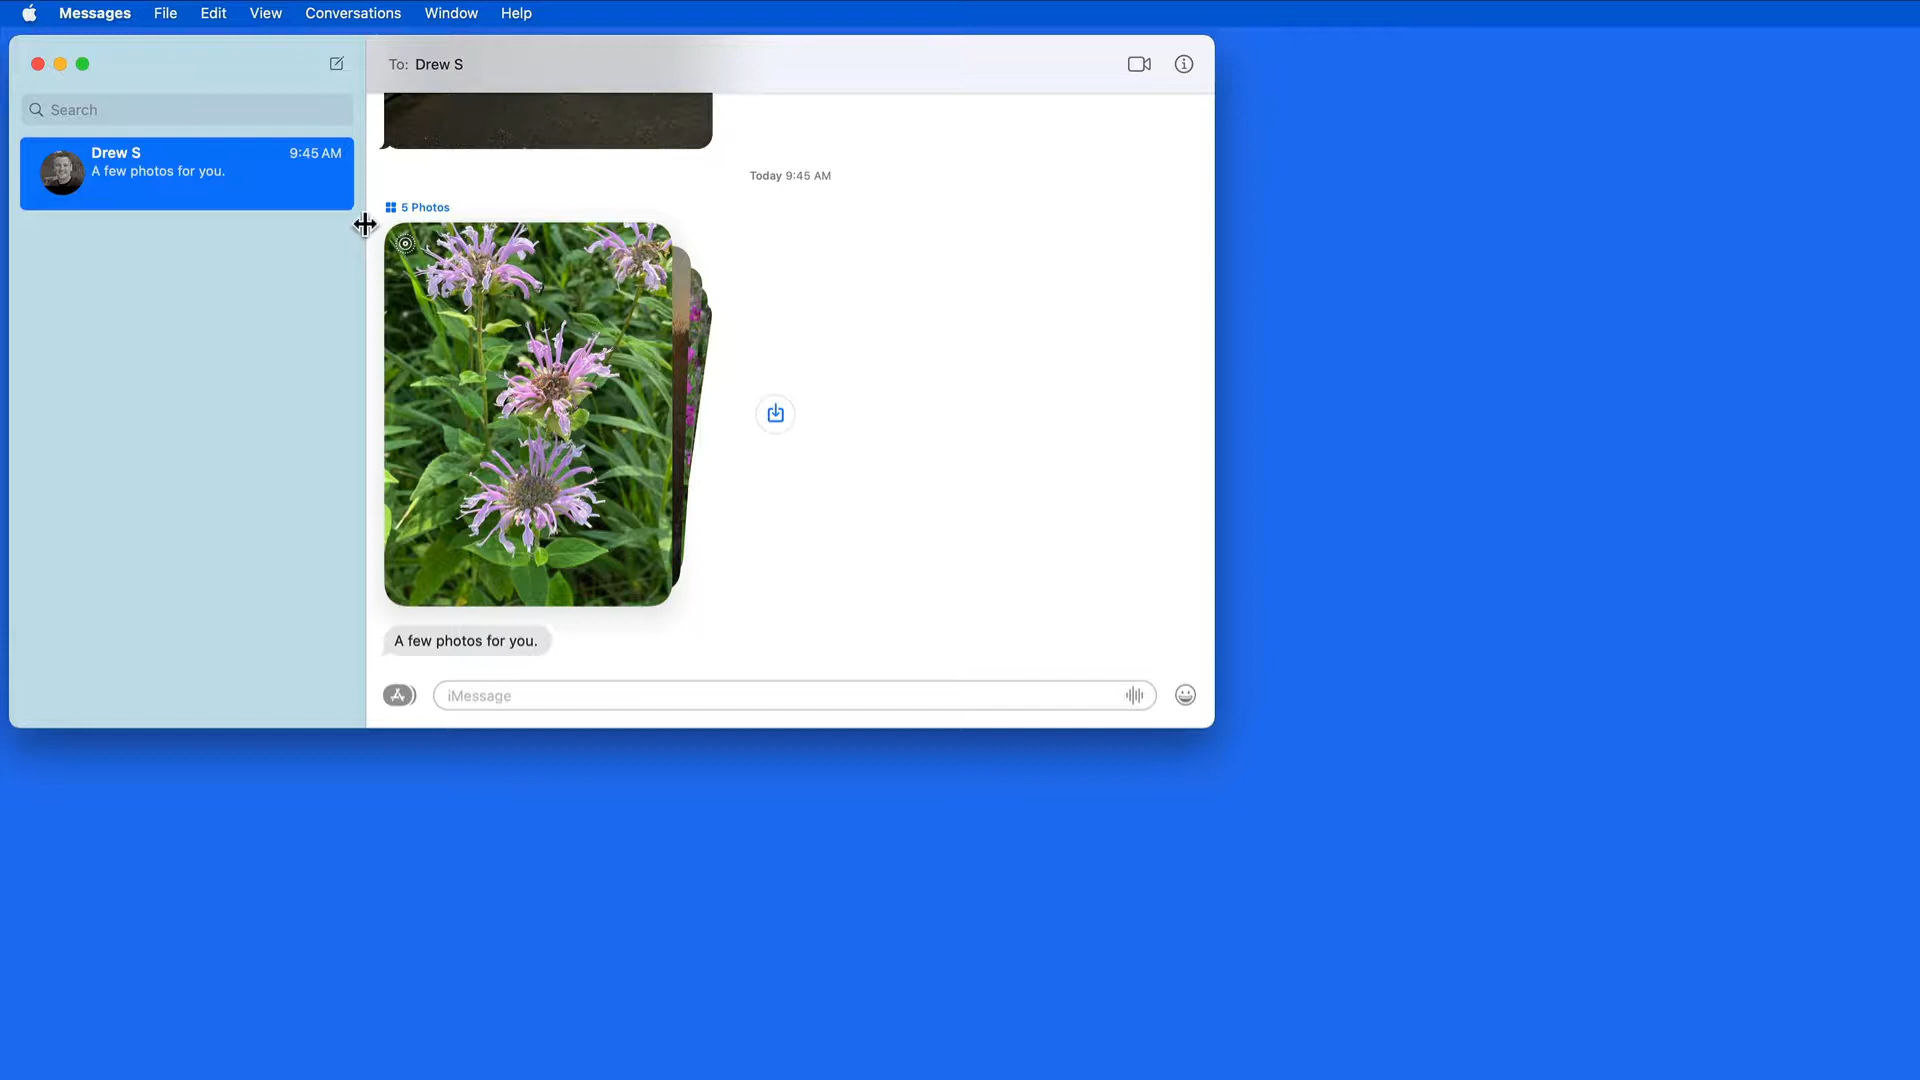 Messages File Edit View Conversations Window Help
To: Drew S
Search
Drew S 9:45 AM
A few photos for you.
Today 9:45 AM
5 Photos
A few photos for you.
iMessage